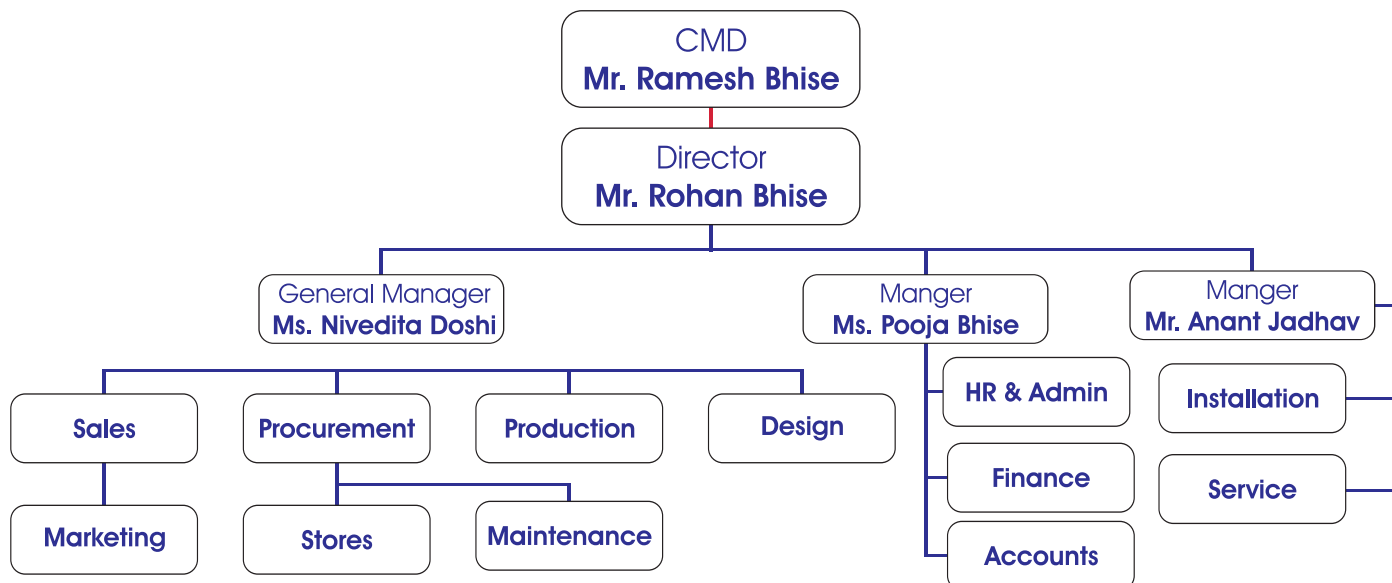 CMD
Mr. Ramesh Bhise
Director
Mr. Rohan Bhise
General Manager
Ms. Nivedita Doshi
Manger
Ms. Pooja Bhise
Manger
Mr. Anant Jadhav
Sales
Procurement
Production
Design
HR & Admin
Installation
Marketing
Stores
Maintenance
Finance
Service
Accounts